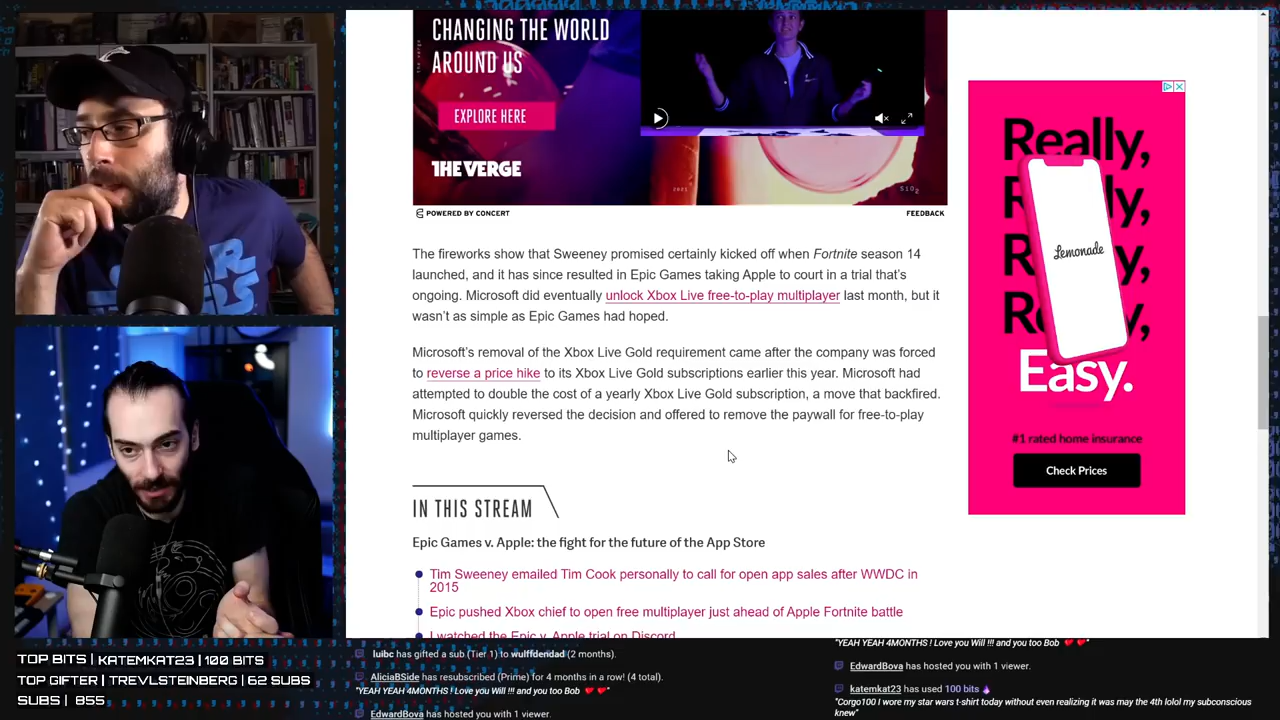 CHANGING THE WORLD
AROUND US
EXPLORE HERE
THE VERGE
POWERED BY CONCERT
FEEDBACK
The fireworks show that Sweeney promised certainly kicked off when Fortnite season 14
launched, and it has since resulted in Epic Games taking Apple to court in a trial that's
ongoing. Microsoft did eventually unlock Xbox Live free-to-play multiplayer last month, but it
wasn't as simple as Epic Games had hoped.
Microsoft's removal of the Xbox Live Gold requirement came after the company was forced
to reverse a price hike to its Xbox Live Gold subscriptions earlier this year. Microsoft had
attempted to double the cost of a yearly Xbox Live Gold subscription, a move that backfired.
Microsoft quickly reversed the decision and offered to remove the paywall for free-to-play
multiplayer games.
IN THIS STREAM
Epic Games v. Apple: the fight for the future of the App Store
Tim Sweeney emailed Tim Cook personally to call for open app sales after WWDC in
2015
Epic pushed Xbox chief to open free multiplayer just ahead of Apple Fortnite battle
I watched the Epic v. Apple trial on Discord
Really,
Lemonade
Easy.
#1 rated home insurance
Check Prices
TOP BITS | KATEMKAT23 | 100 BITS
TOP GIFTER | TREVLSTEINBERG | 62 SUBS
SUBS | 855
luibc has gifted a sub (Tier 1) to wulffdendad (2 months).
AliciaBSide has resubscribed (Prime) for 4 months in a row! (4 total).
"YEAH YEAH 4MONTHS ! Love you Will !!! and you too Bob ❤ ❤"
EdwardBova has hosted you with 1 viewer.
"YEAH YEAH 4MONTHS ! Love you Will !!! and you too Bob ❤ ❤"
EdwardBova has hosted you with 1 viewer.
katemkat23 has used 100 bits
"Corgo100 I wore my star wars t-shirt today without even realizing it was may the 4th lolol my subconscious
knew"